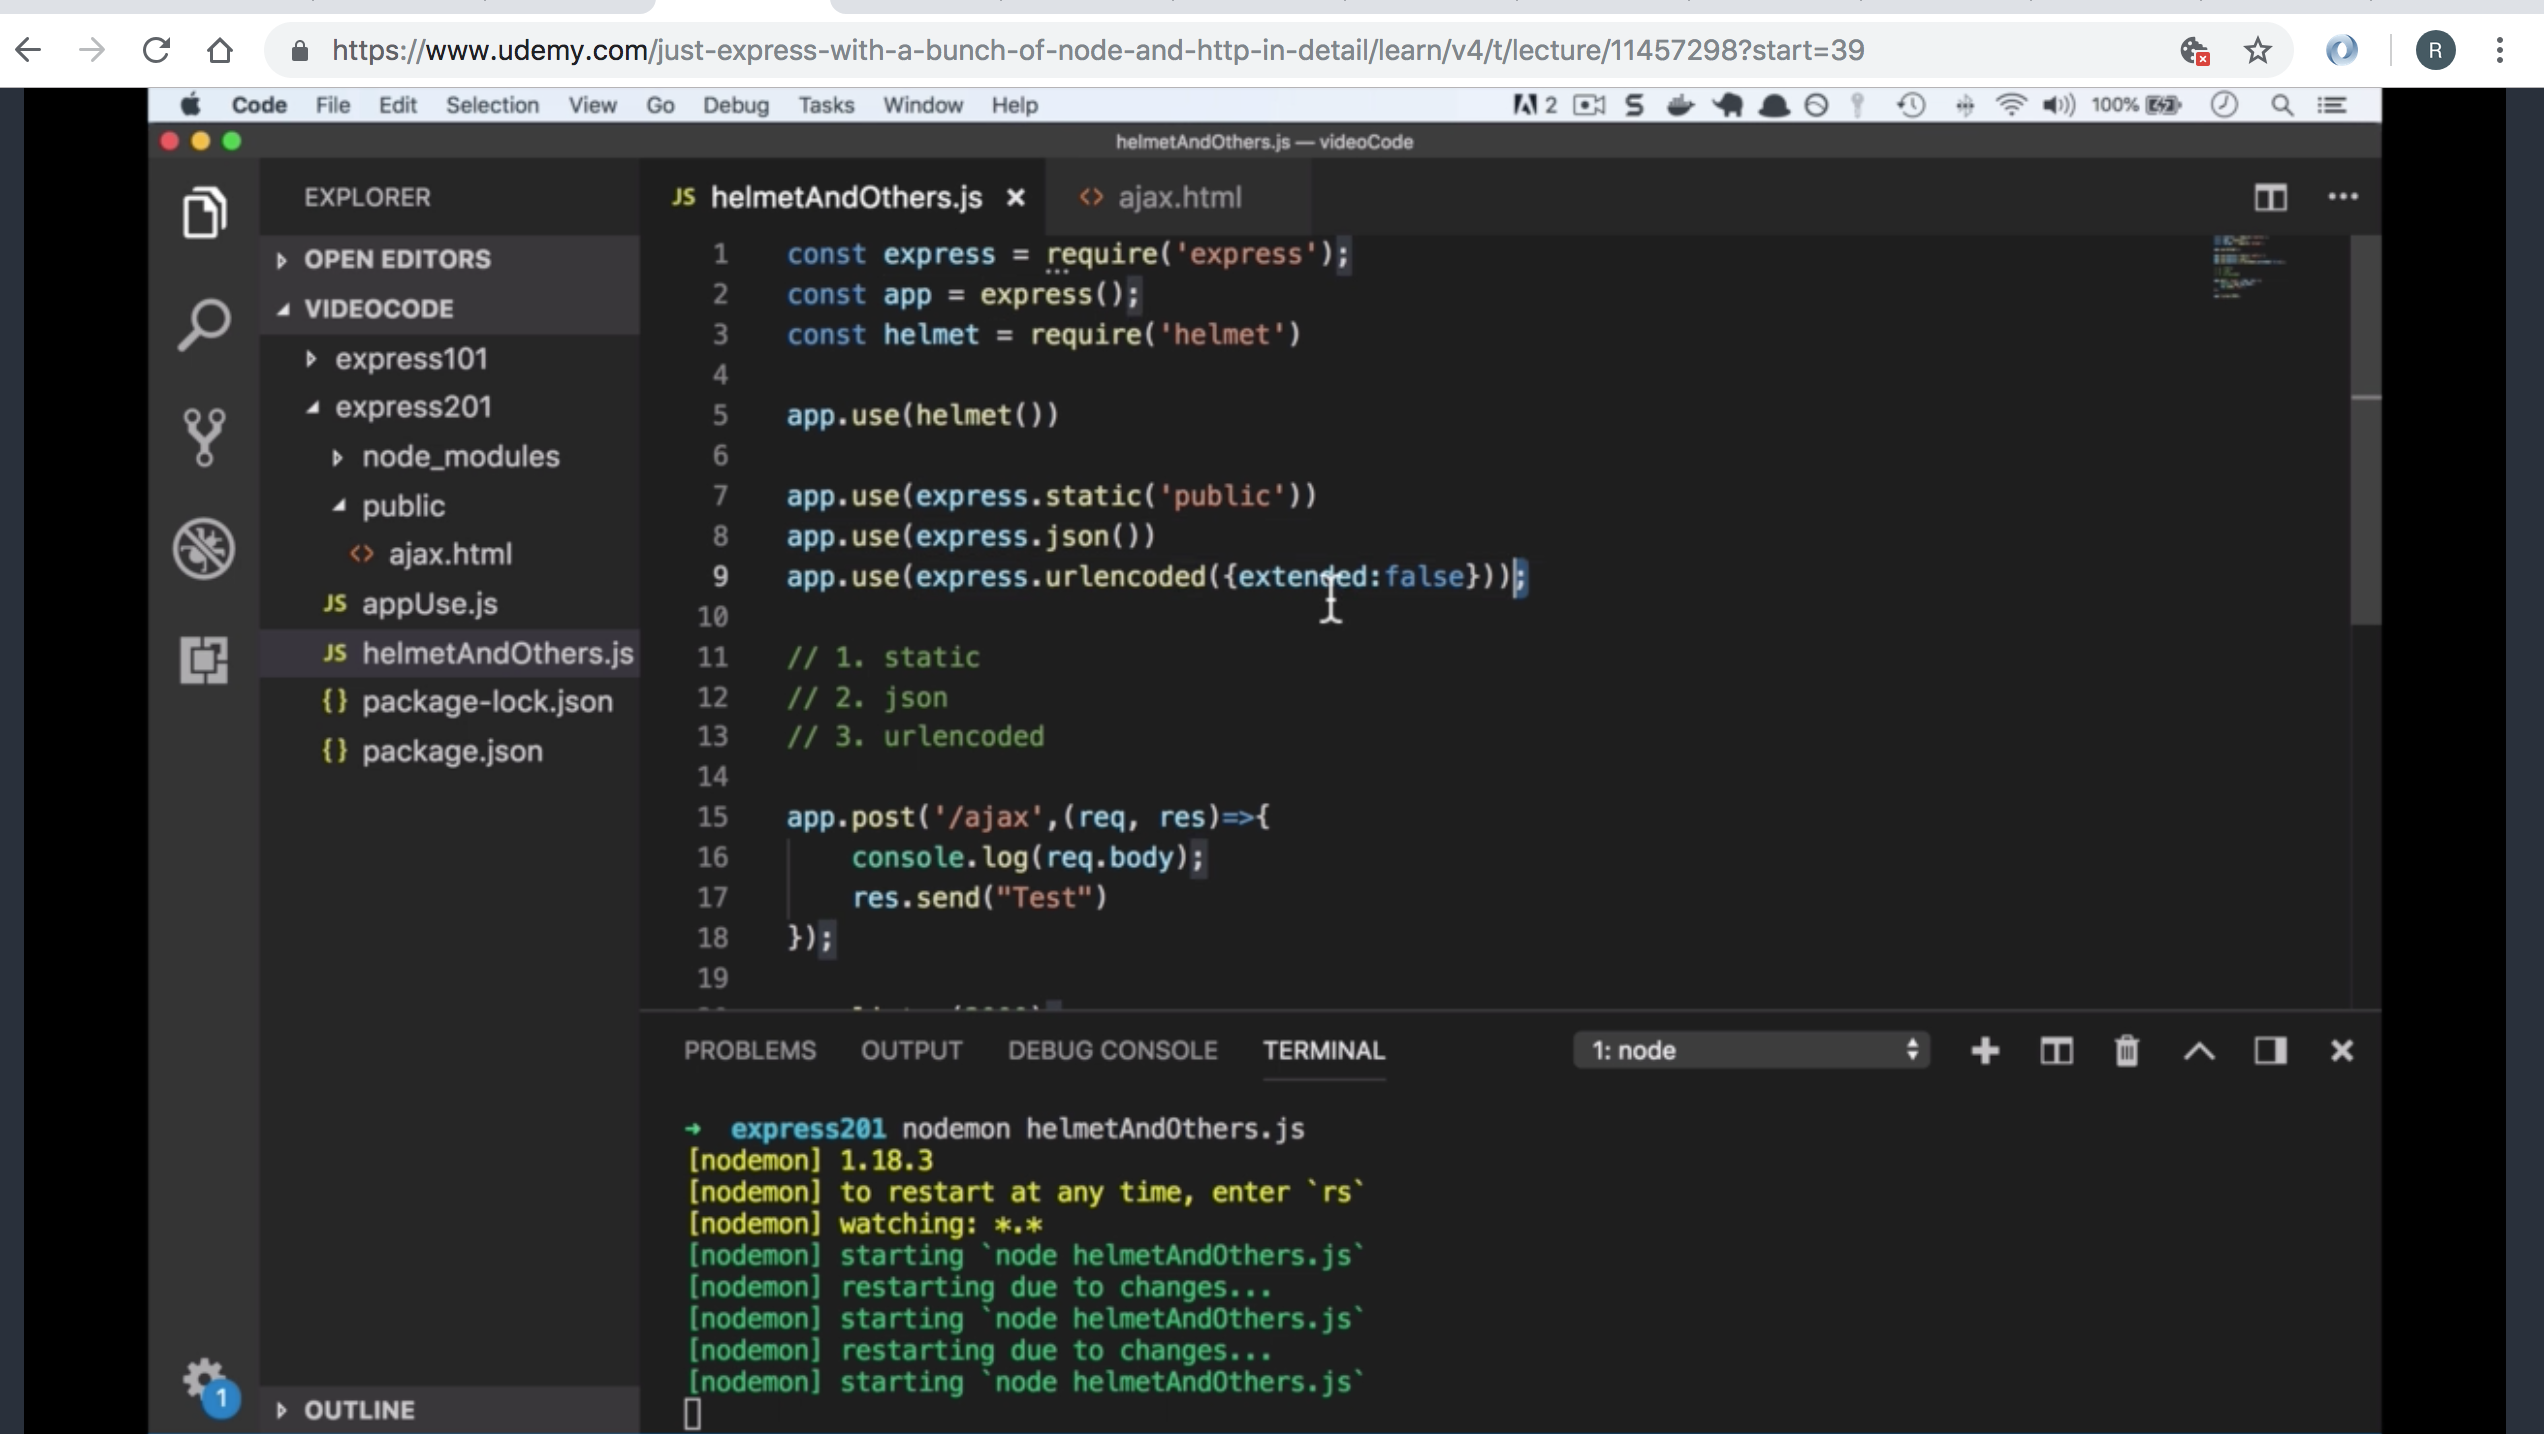 https://www.udemy.com/just-express-with-a-bunch-of-node-and-http-in-detail/learn/v4/t/lecture/11457298?start=39
R
Code File Edit Selection View Go Debug Tasks Window Help
2
100%
helmetAndOthers.js — videoCode
EXPLORER
OPEN EDITORS
VIDEOCODE
express101
express201
node_modules
public
<> ajax.html
JS appUse.js
JS helmetAndOthers.js
{} package-lock.json
{} package.json
OUTLINE
1
JS helmetAndOthers.js ×
<> ajax.html
1 const express = require('express');
2 const app = express();
3 const helmet = require('helmet')
4
5 app.use(helmet())
6
7 app.use(express.static('public'))
8 app.use(express.json())
9 app.use(express.urlencoded({extended:false}));
10
11 // 1. static
12 // 2. json
13 // 3. urlencoded
14
15 app.post('/ajax',(req, res)=>{
16 console.log(req.body);
17 res.send("Test")
18 });
19
PROBLEMS OUTPUT DEBUG CONSOLE TERMINAL
1: node
→ express201 nodemon helmetAndOthers.js
[nodemon] 1.18.3
[nodemon] to restart at any time, enter `rs`
[nodemon] watching: *.*
[nodemon] starting `node helmetAndOthers.js`
[nodemon] restarting due to changes...
[nodemon] starting `node helmetAndOthers.js`
[nodemon] restarting due to changes...
[nodemon] starting `node helmetAndOthers.js`